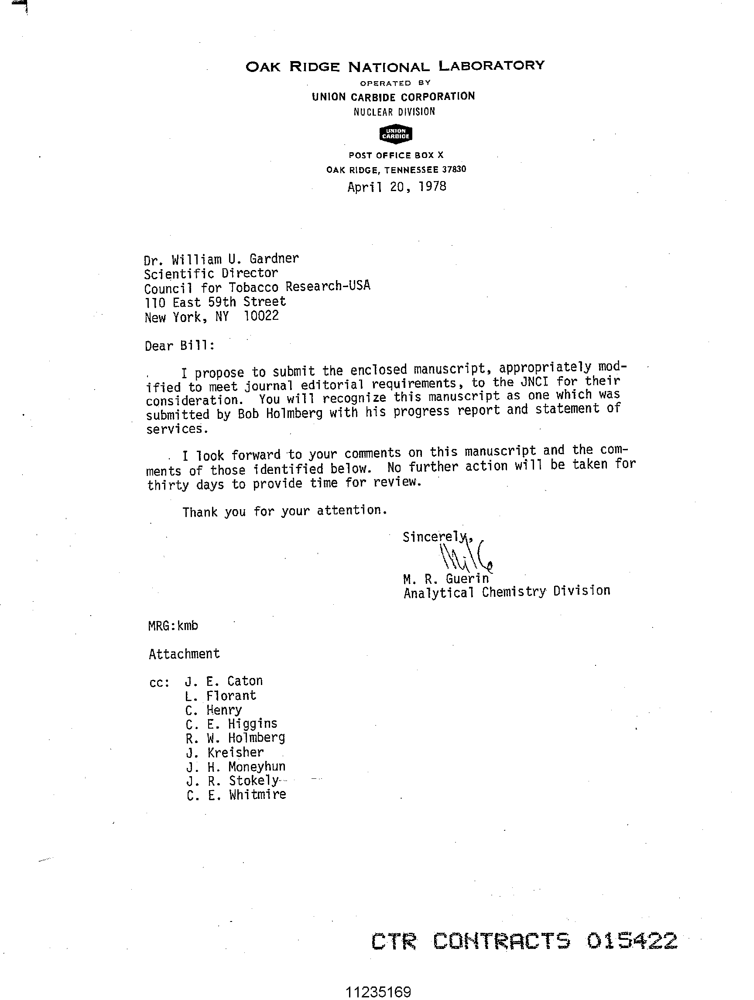 OAK RIDGE NATIONAL LABORATORY
OPERATED BY
UNION CARBIDE CORPORATION
NUCLEAR DIVISION
UNION
CARBIDE
POST OFFICE BOX X
OAK RIDGE, TENNESSEE 37830
April 20, 1978
Dr. William U. Gardner
Scientific Director
Council for Tobacco Research-USA
110 East 59th Street
New York, NY 10022
Dear Bill:
I propose to submit the enclosed manuscript, appropriately mod-
ified to meet journal editorial requirements, to the JNCI for their
consideration. You will recognize this manuscript as one which was
submitted by Bob Holmberg with his progress report and statement of
services.
I look forward to your comments on this manuscript and the com-
ments of those identified below. No further action will be taken for
thirty days to provide time for review.
Thank you for your attention.
Sincerely,
Mike
M. R. Guerin
Analytical Chemistry Division
MRG:kmb
Attachment
cc: J. E. Caton
L. Florant
C. Henry
C. E. Higgins
R. W. Holmberg
J. Kreisher
J. H. Moneyhun
J. R. Stokely
C. E. Whitmire
CTR CONTRACTS 015422
11235169